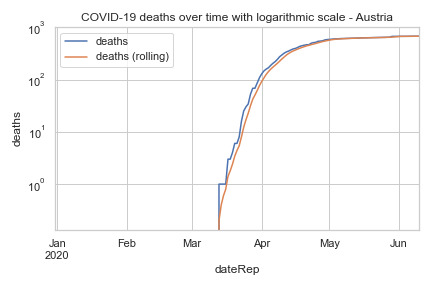 COVID-19 deaths over time with logarithmic scale - Austria
10³
deaths
deaths (rolling)
10²
10¹
10⁰
deaths
Jan Feb Mar Apr May Jun
2020
dateRep